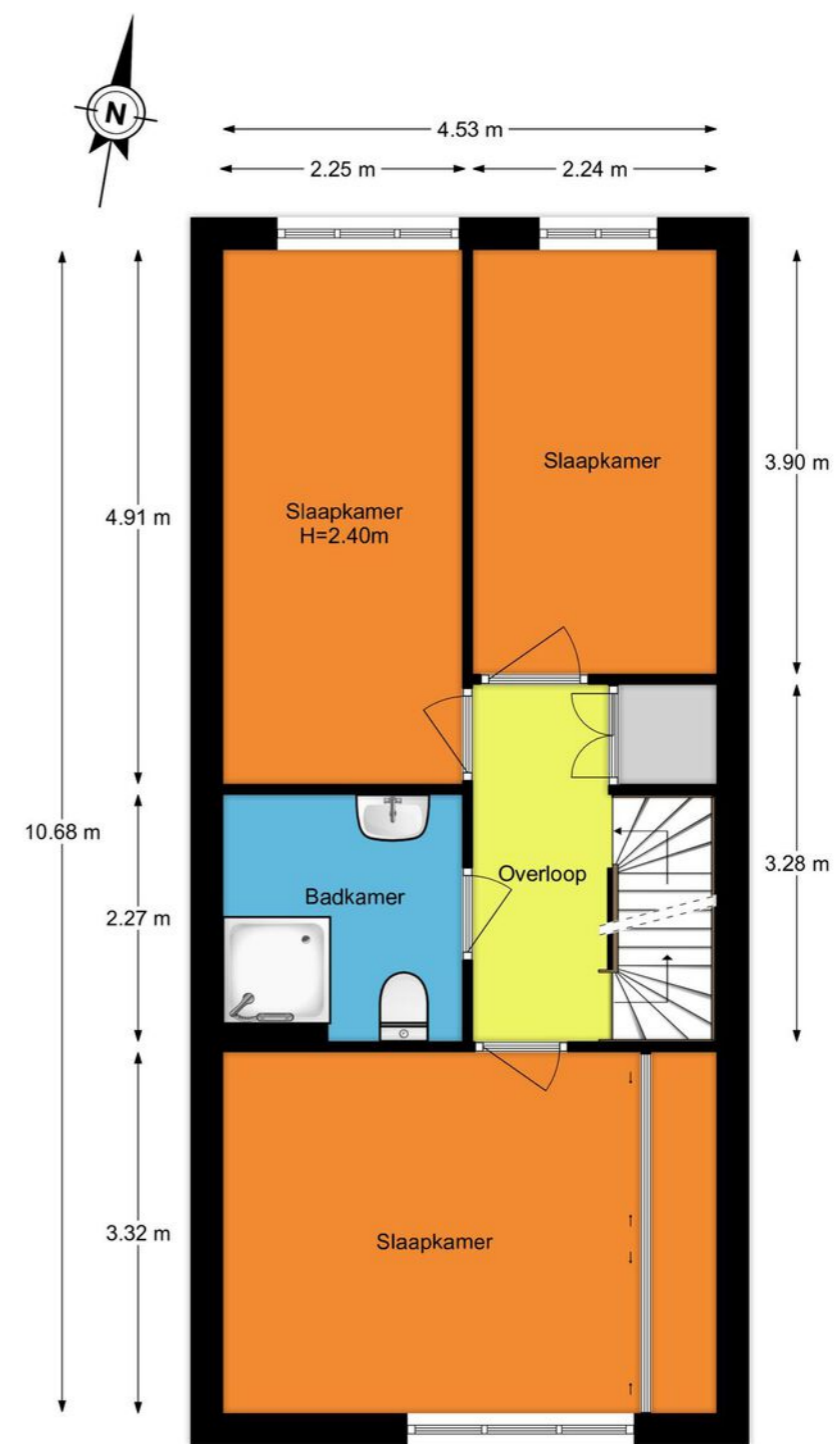 N
4.53 m
2.25 m
2.24 m
Slaapkamer
3.90 m
Slaapkamer
H=2.40m
4.91 m
10.68 m
Overloop
3.28 m
Badkamer
2.27 m
3.32 m
Slaapkamer